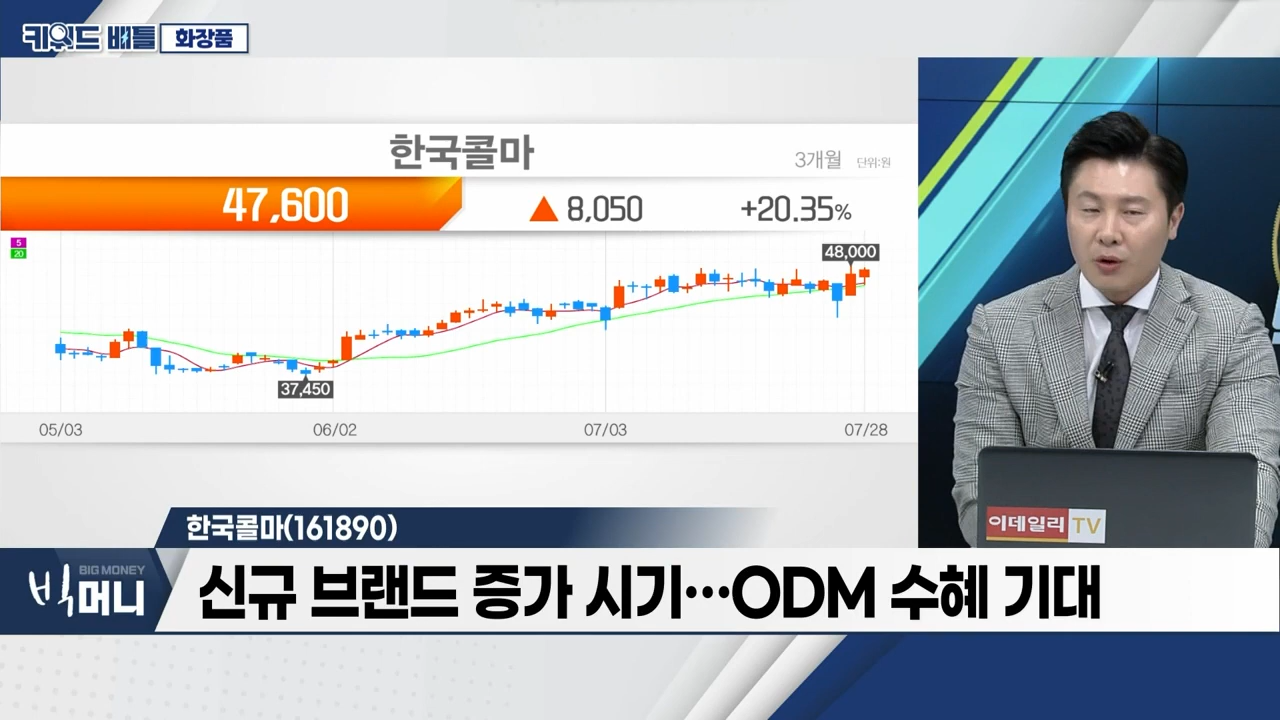 키워드 배틀 화장품
한국콜마
3개월 단위:원
47,600 ▲ 8,050 +20.35%
5
20
48,000
37,450
05/03 06/02 07/03 07/28
이데일리 TV
한국콜마(161890)
BIG MONEY
빅머니
신규 브랜드 증가 시기…ODM 수혜 기대